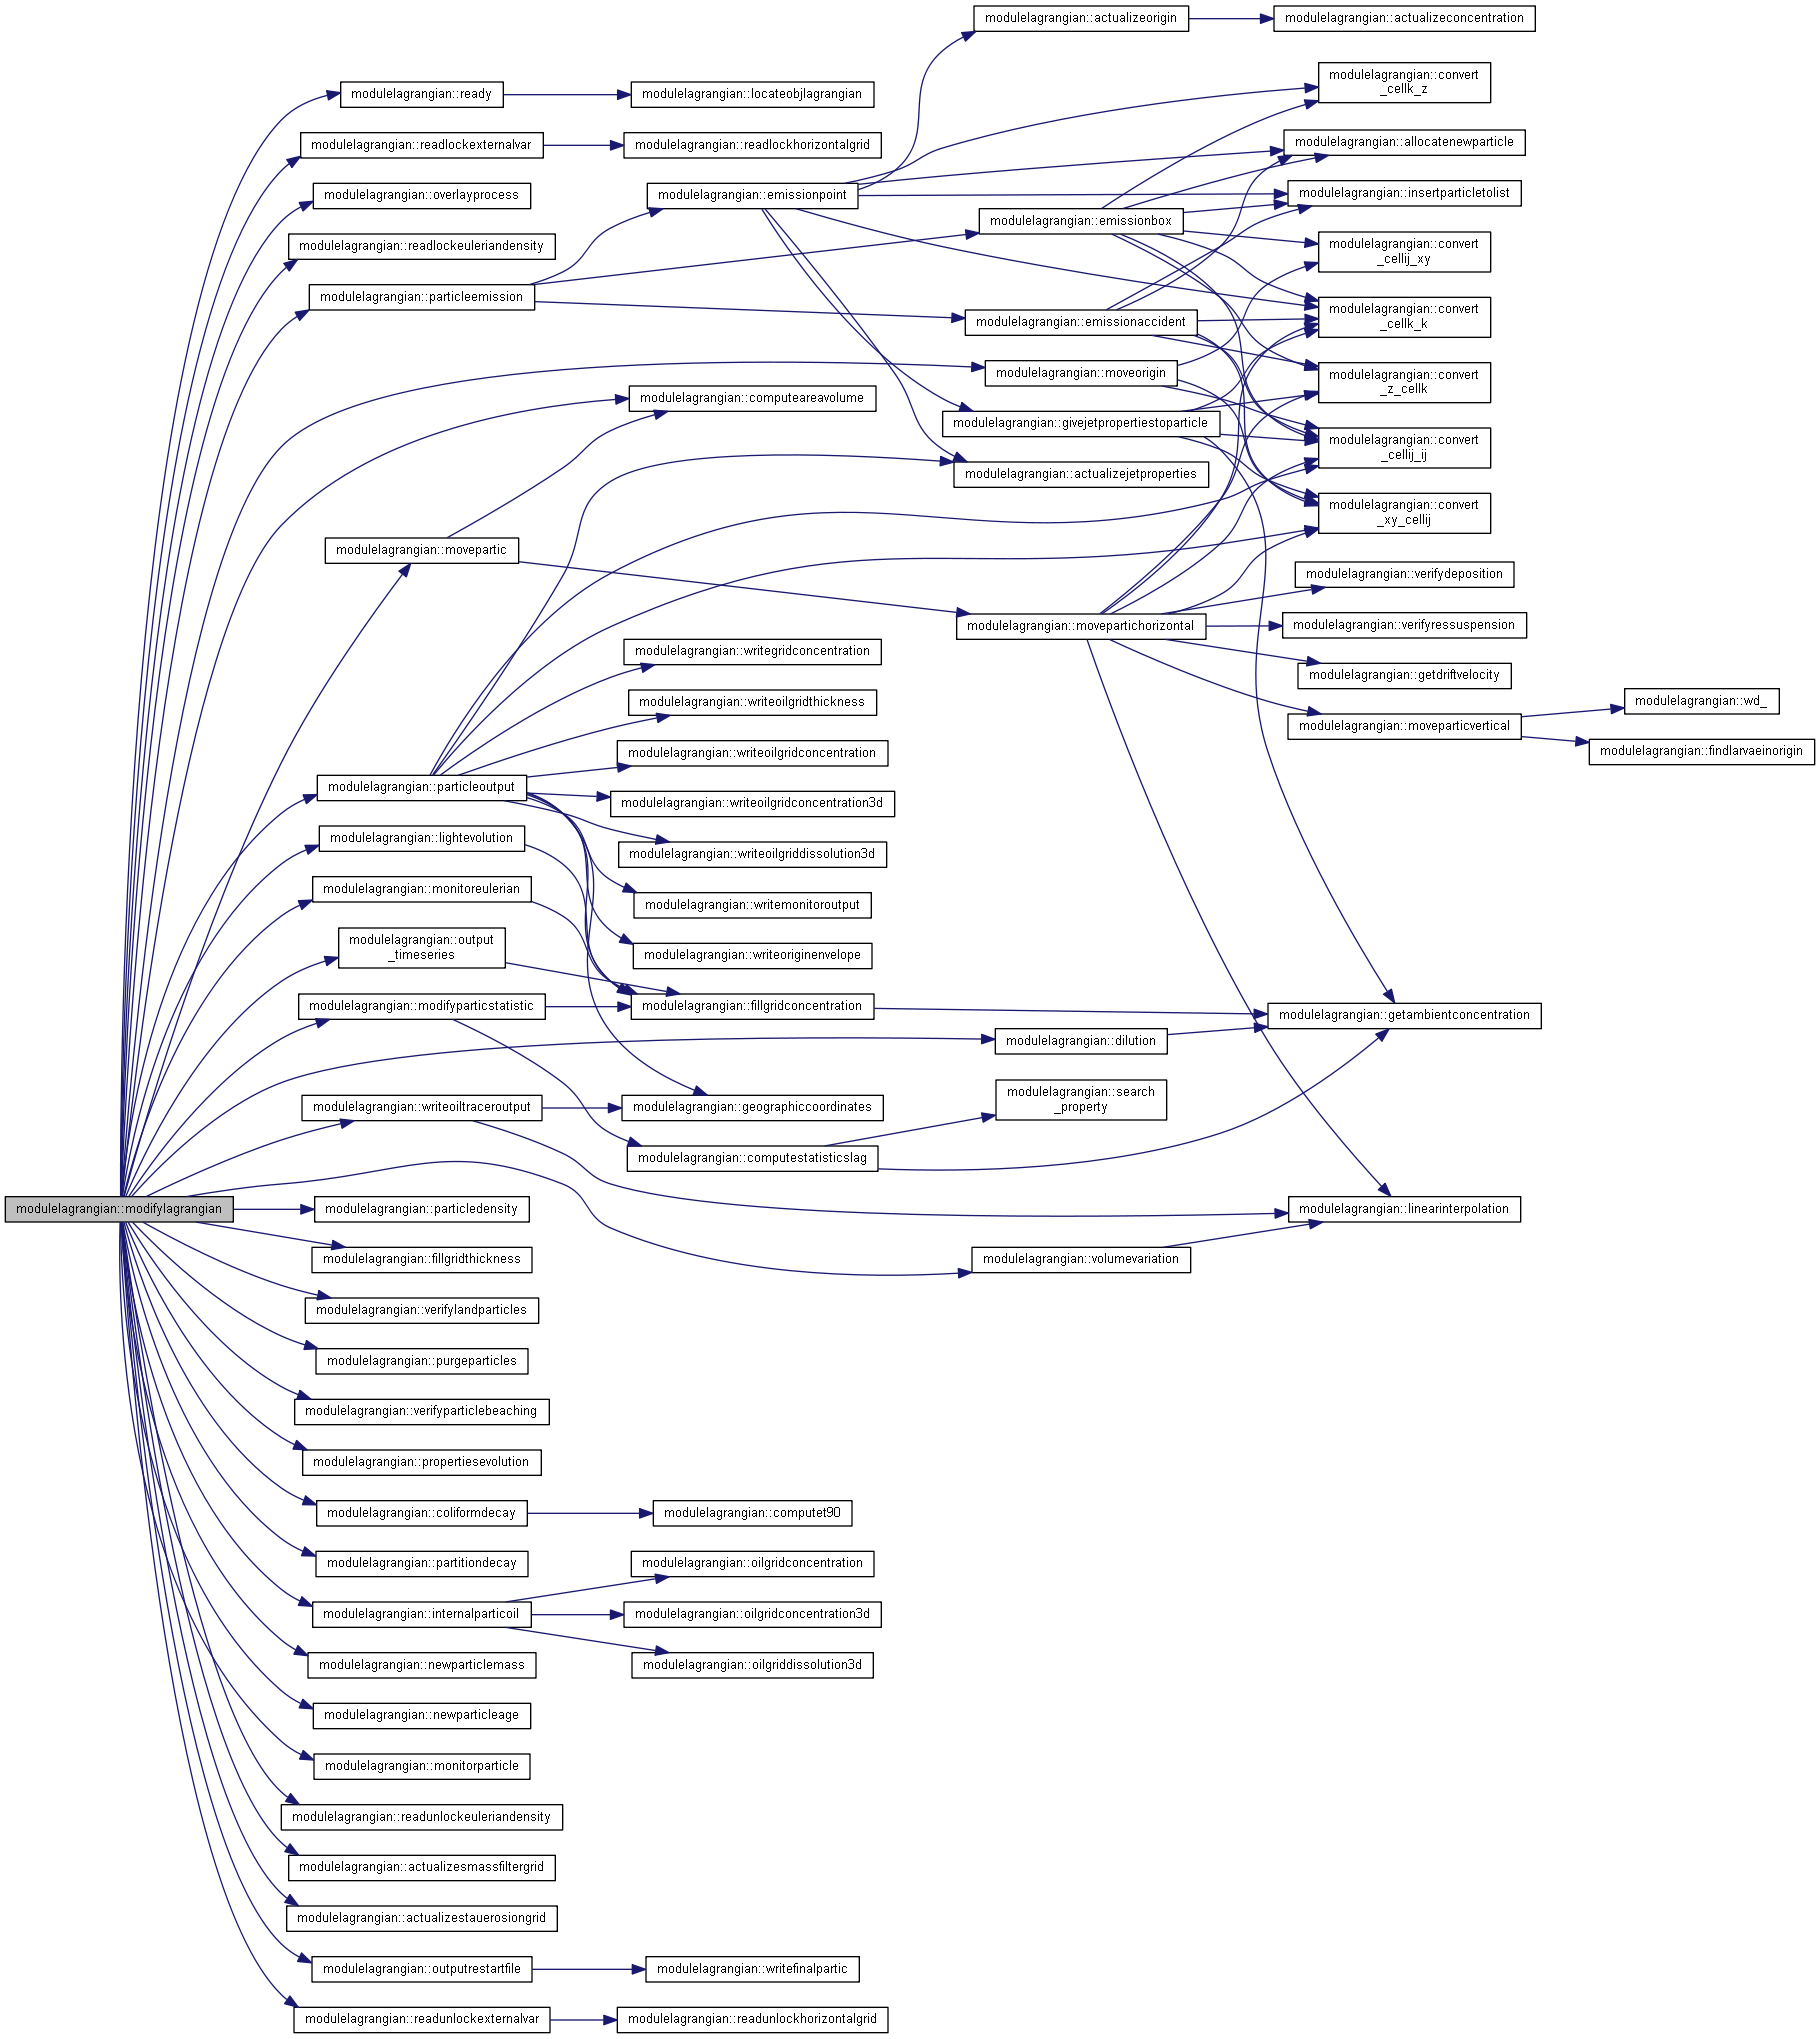 modulelagrangian::actualizeorigin
modulelagrangian::actualizeconcentration
modulelagrangian::convert
_cellk_z
modulelagrangian::ready
modulelagrangian::locateobjlagrangian
modulelagrangian::readlockexternalvar
modulelagrangian::readlockhorizontalgrid
modulelagrangian::allocatenewparticle
modulelagrangian::overlayprocess
modulelagrangian::emissionpoint
modulelagrangian::insertparticletolist
modulelagrangian::emissionbox
modulelagrangian::readlockeuleriandensity
modulelagrangian::convert
_cellij_xy
modulelagrangian::particleemission
modulelagrangian::convert
_cellk_k
modulelagrangian::emissionaccident
modulelagrangian::moveorigin
modulelagrangian::convert
_z_cellk
modulelagrangian::computeareavolume
modulelagrangian::givejetpropertiestoparticle
modulelagrangian::convert
_cellij_ij
modulelagrangian::actualizejetproperties
modulelagrangian::convert
_xy_cellij
modulelagrangian::movepartic
modulelagrangian::verifydeposition
modulelagrangian::movepartichorizontal
modulelagrangian::verifyressuspension
modulelagrangian::writegridconcentration
modulelagrangian::getdriftvelocity
modulelagrangian::writeoilgridthickness
modulelagrangian::wd_
modulelagrangian::moveparticvertical
modulelagrangian::writeoilgridconcentration
modulelagrangian::findlarvaeinorigin
modulelagrangian::particleoutput
modulelagrangian::writeoilgridconcentration3d
modulelagrangian::lightevolution
modulelagrangian::writeoilgriddissolution3d
modulelagrangian::monitoreulerian
modulelagrangian::writemonitoroutput
modulelagrangian::output
_timeseries
modulelagrangian::writeoriginenvelope
modulelagrangian::modifyparticstatistic
modulelagrangian::fillgridconcentration
modulelagrangian::getambientconcentration
modulelagrangian::dilution
modulelagrangian::search
_property
modulelagrangian::writeoiltraceroutput
modulelagrangian::geographiccoordinates
modulelagrangian::computestatisticslag
modulelagrangian::modifylagrangian
modulelagrangian::particledensity
modulelagrangian::linearinterpolation
modulelagrangian::fillgridthickness
modulelagrangian::volumevariation
modulelagrangian::verifylandparticles
modulelagrangian::purgeparticles
modulelagrangian::verifyparticlebeaching
modulelagrangian::propertiesevolution
modulelagrangian::coliformdecay
modulelagrangian::computet90
modulelagrangian::partitiondecay
modulelagrangian::oilgridconcentration
modulelagrangian::internalparticoil
modulelagrangian::oilgridconcentration3d
modulelagrangian::newparticlemass
modulelagrangian::oilgriddissolution3d
modulelagrangian::newparticleage
modulelagrangian::monitorparticle
modulelagrangian::readunlockeuleriandensity
modulelagrangian::actualizesmassfiltergrid
modulelagrangian::actualizestauerosiongrid
modulelagrangian::outputrestartfile
modulelagrangian::writefinalpartic
modulelagrangian::readunlockexternalvar
modulelagrangian::readunlockhorizontalgrid